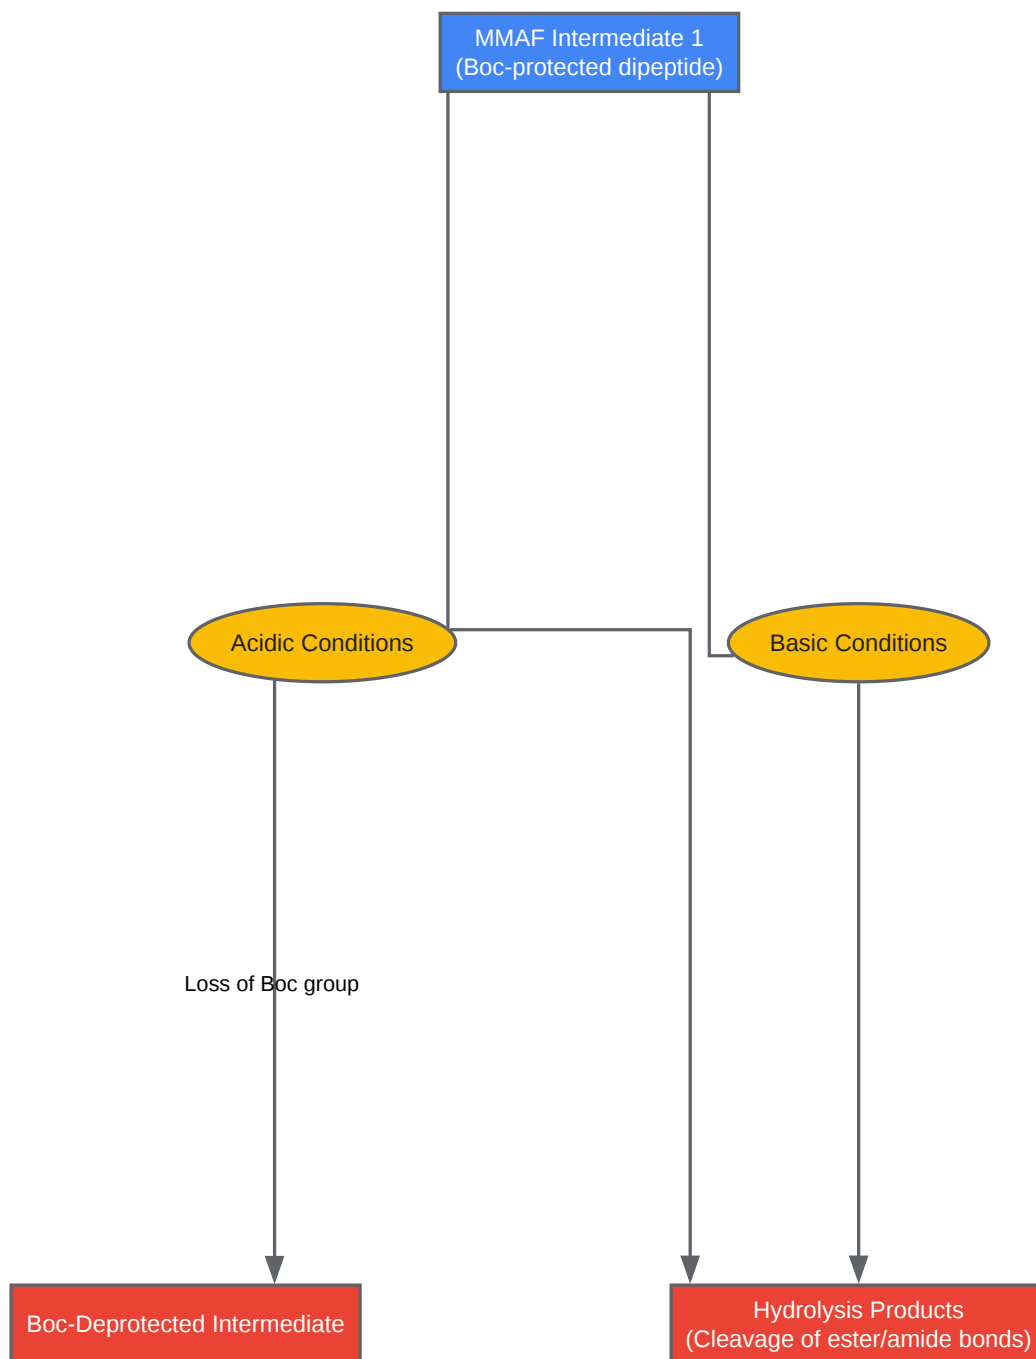 MMAF Intermediate 1
(Boc-protected dipeptide)
Acidic Conditions
Basic Conditions
Loss of Boc group
Boc-Deprotected Intermediate
Hydrolysis Products
(Cleavage of ester/amide bonds)